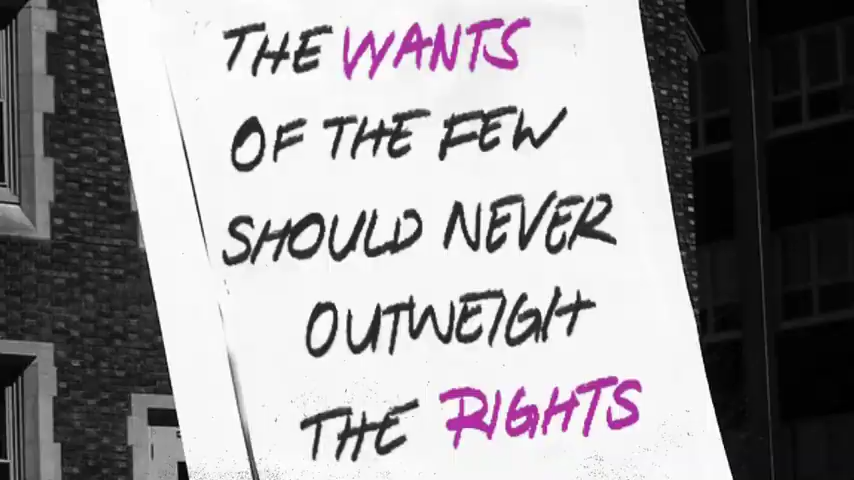 THE WANTS
OF THE FEW
SHOULD NEVER
OUTWEIGH
THE RIGHTS